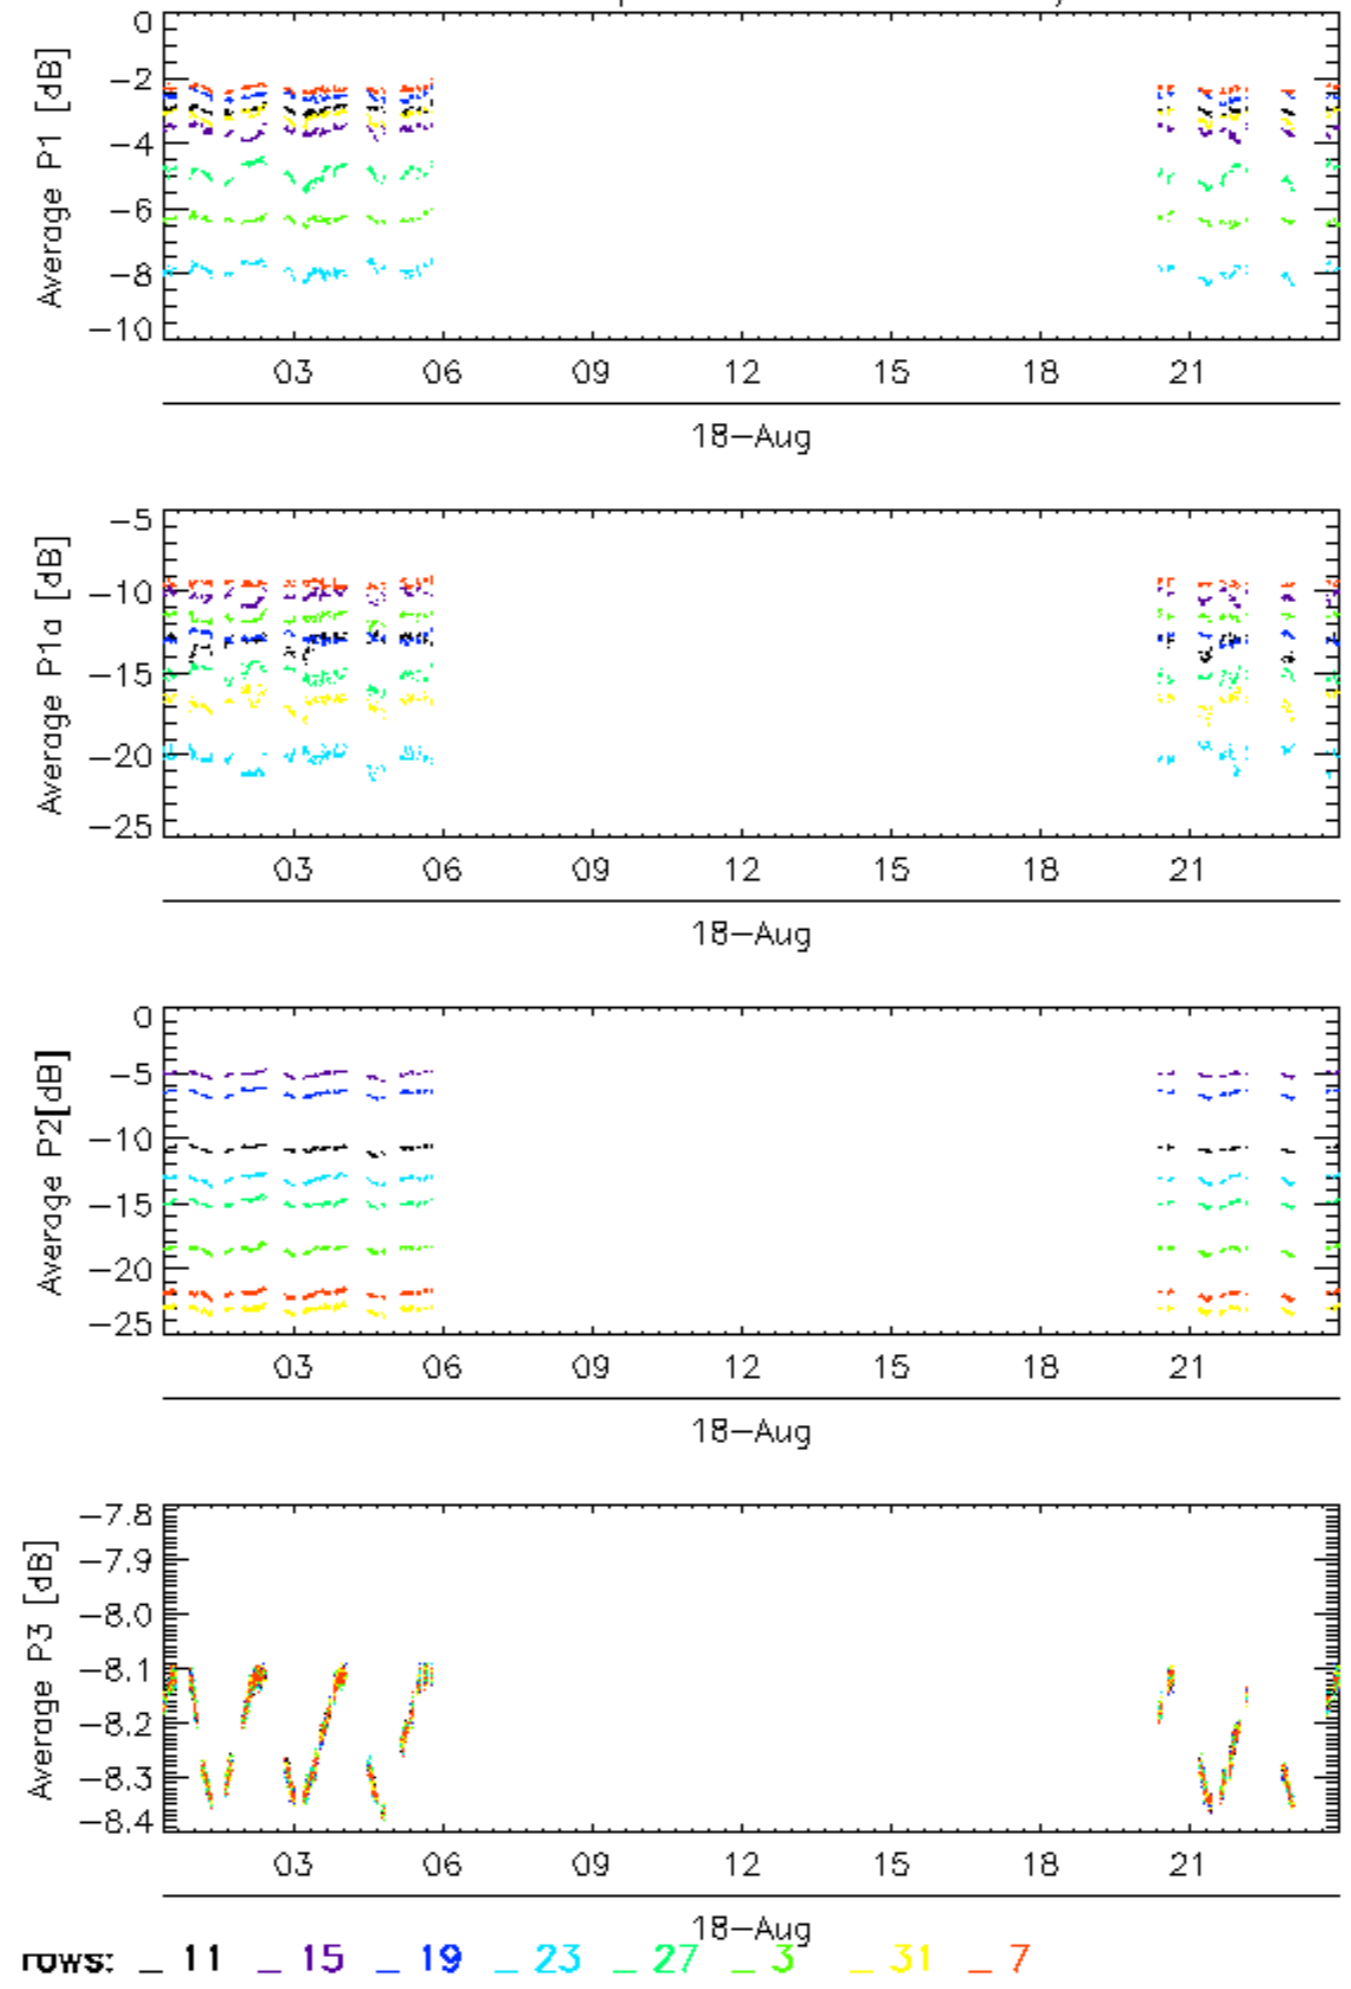 0
−2
−4
−6
−8
−10
Average P1 [dB]
03 06 09 12 15 18 21
18−Aug
−5
−10
−15
−20
−25
Average P1a [dB]
03 06 09 12 15 18 21
18−Aug
0
−5
−10
−15
−20
−25
Average P2[dB]
03 06 09 12 15 18 21
18−Aug
−7.8
−7.9
−8.0
−8.1
−8.2
−8.3
−8.4
Average P3 [dB]
03 06 09 12 15 18 21
18−Aug
rows: _ 11 _ 15 _ 19 _ 23 _ 27 _ 3 _ 31 _ 7